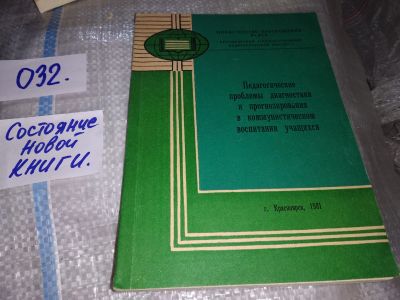 032.
Состояние
новой
КНИГИ.
Педагогические
проблемы диагностики
и прогнозирования
в коммунистическом
воспитании учащихся
г. Красноярск, 1981